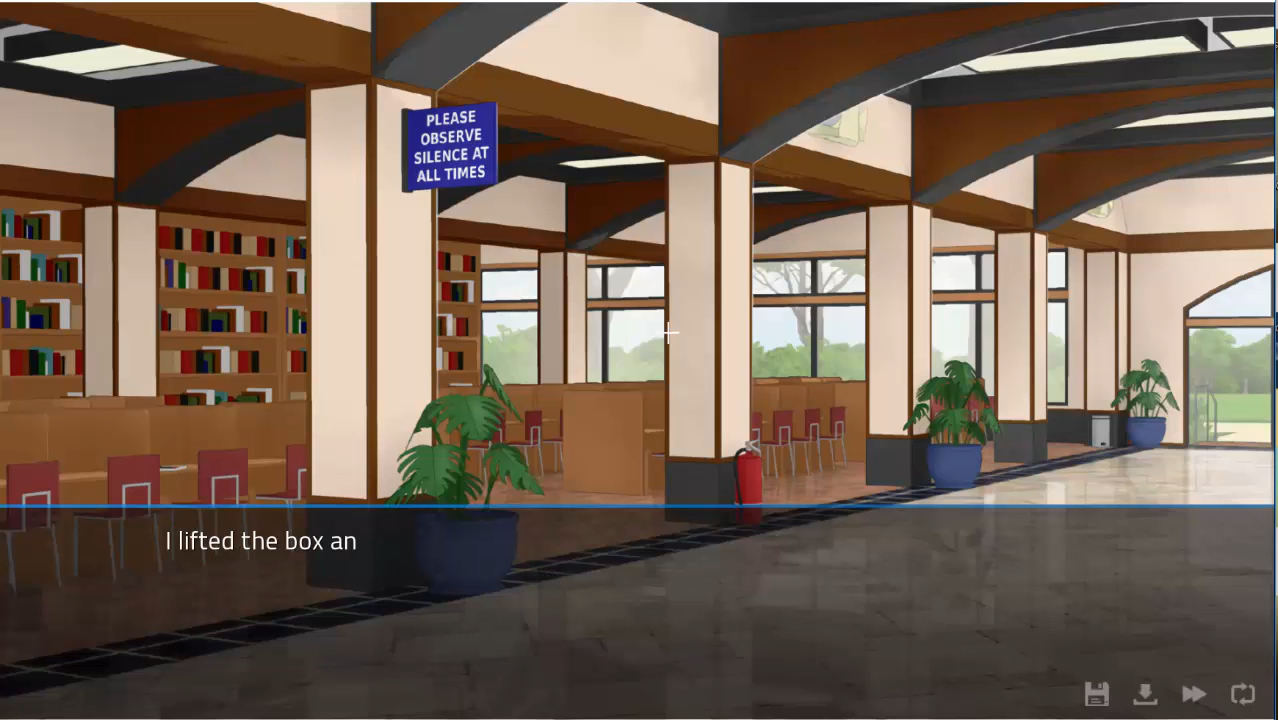 PLEASE
OBSERVE
SILENCE AT
ALL TIMES
I lifted the box an